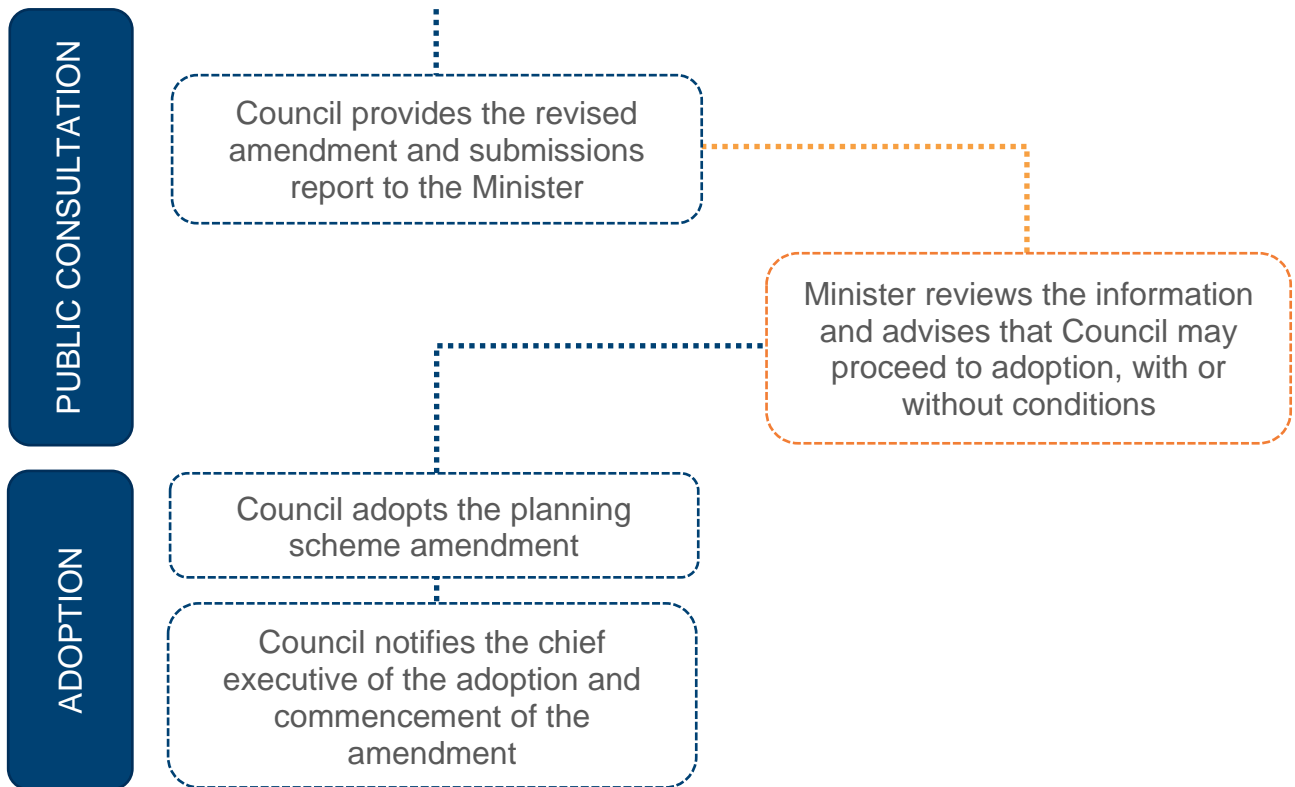 PUBLIC CONSULTATION
Council provides the revised
amendment and submissions
report to the Minister
Minister reviews the information
and advises that Council may
proceed to adoption, with or
without conditions
ADOPTION
Council adopts the planning
scheme amendment
Council notifies the chief
executive of the adoption and
commencement of the
amendment